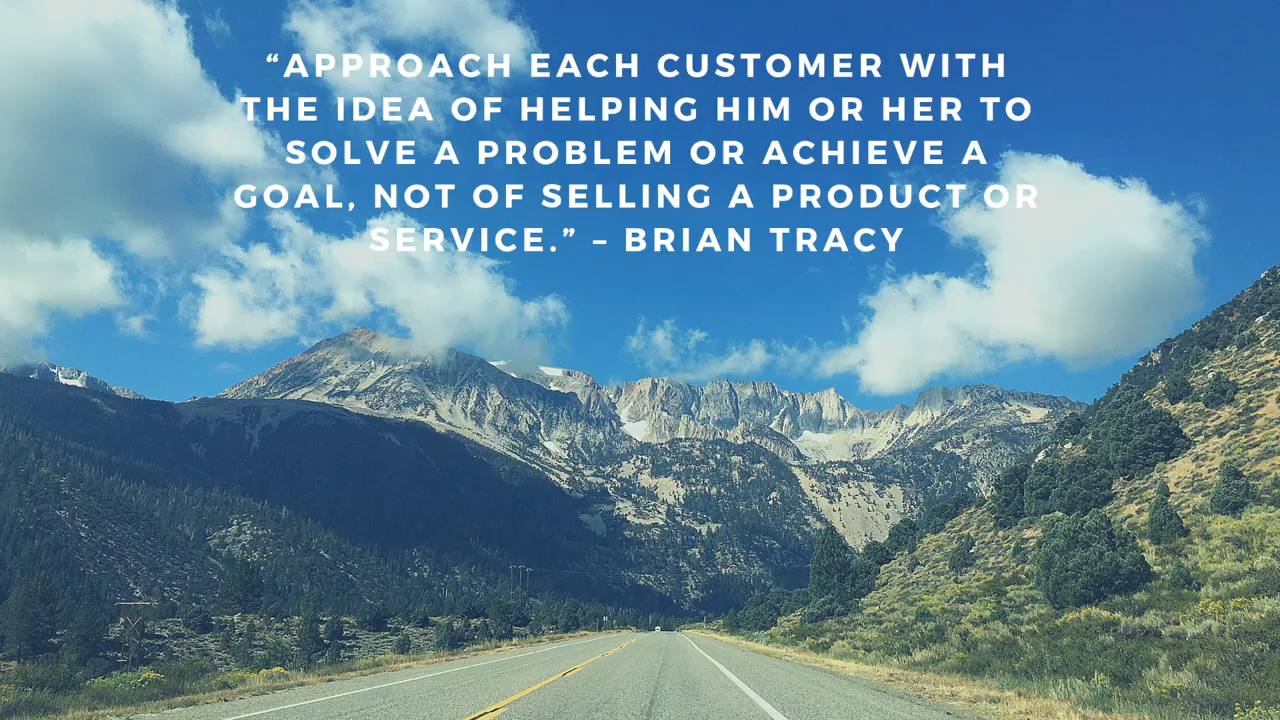 “APPROACH EACH CUSTOMER WITH
THE IDEA OF HELPING HIM OR HER TO
SOLVE A PROBLEM OR ACHIEVE A
GOAL, NOT OF SELLING A PRODUCT OR
SERVICE.” – BRIAN TRACY